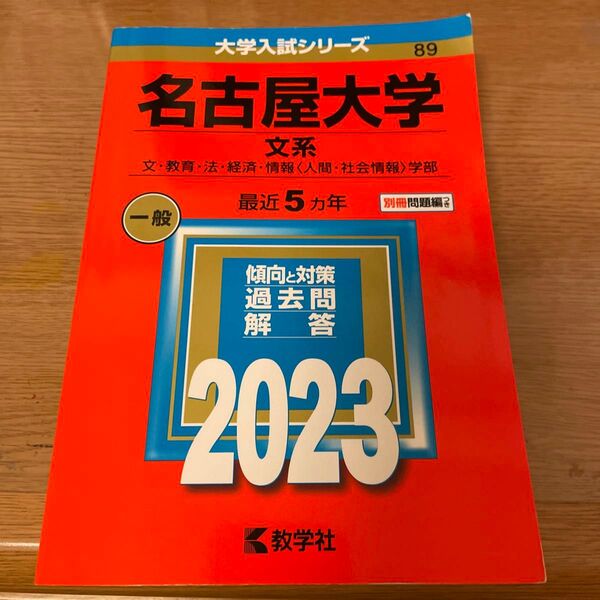 大学入試シリーズ 89
名古屋大学
文系
文・教育・法・経済・情報〈人間・社会情報〉学部
一般
最近5カ年
別冊問題編つき
傾向と対策
過去問
解答
2023
教学社